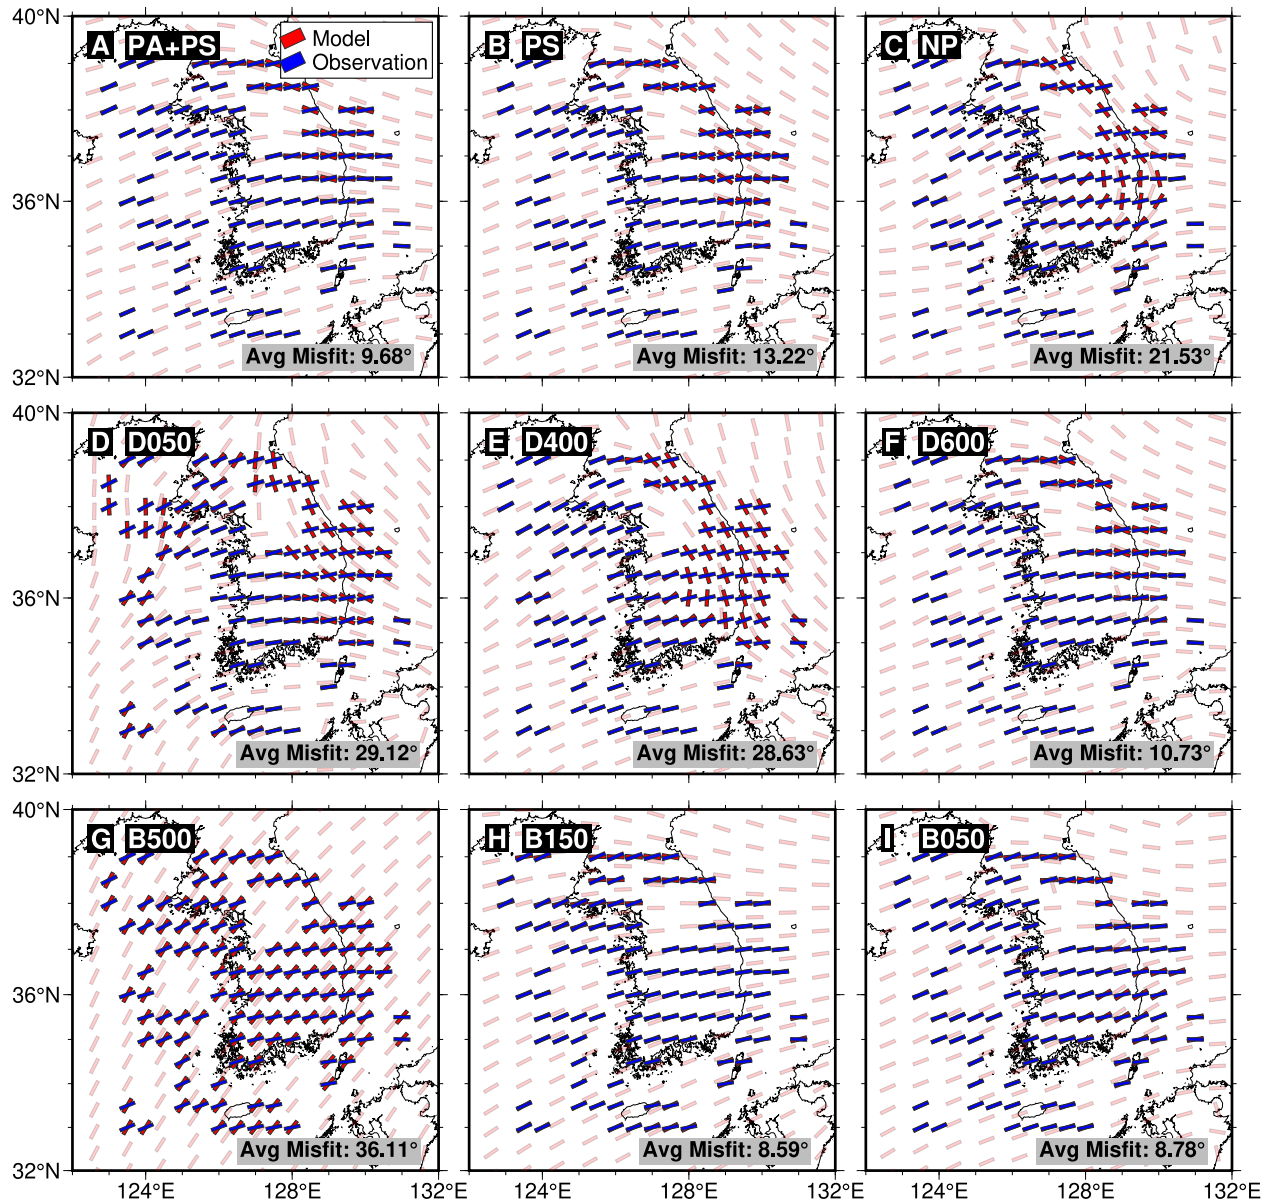 A PA+PS
Model
Observation
B PS
C NP
40°N
36°N
32°N
Avg Misfit: 9.68°
Avg Misfit: 13.22°
Avg Misfit: 21.53°
40°N
D D050
E D400
F D600
36°N
32°N
Avg Misfit: 29.12°
Avg Misfit: 28.63°
Avg Misfit: 10.73°
40°N
G B500
H B150
I B050
36°N
32°N
Avg Misfit: 36.11°
Avg Misfit: 8.59°
Avg Misfit: 8.78°
124°E 128°E 132°E
124°E 128°E 132°E
124°E 128°E 132°E